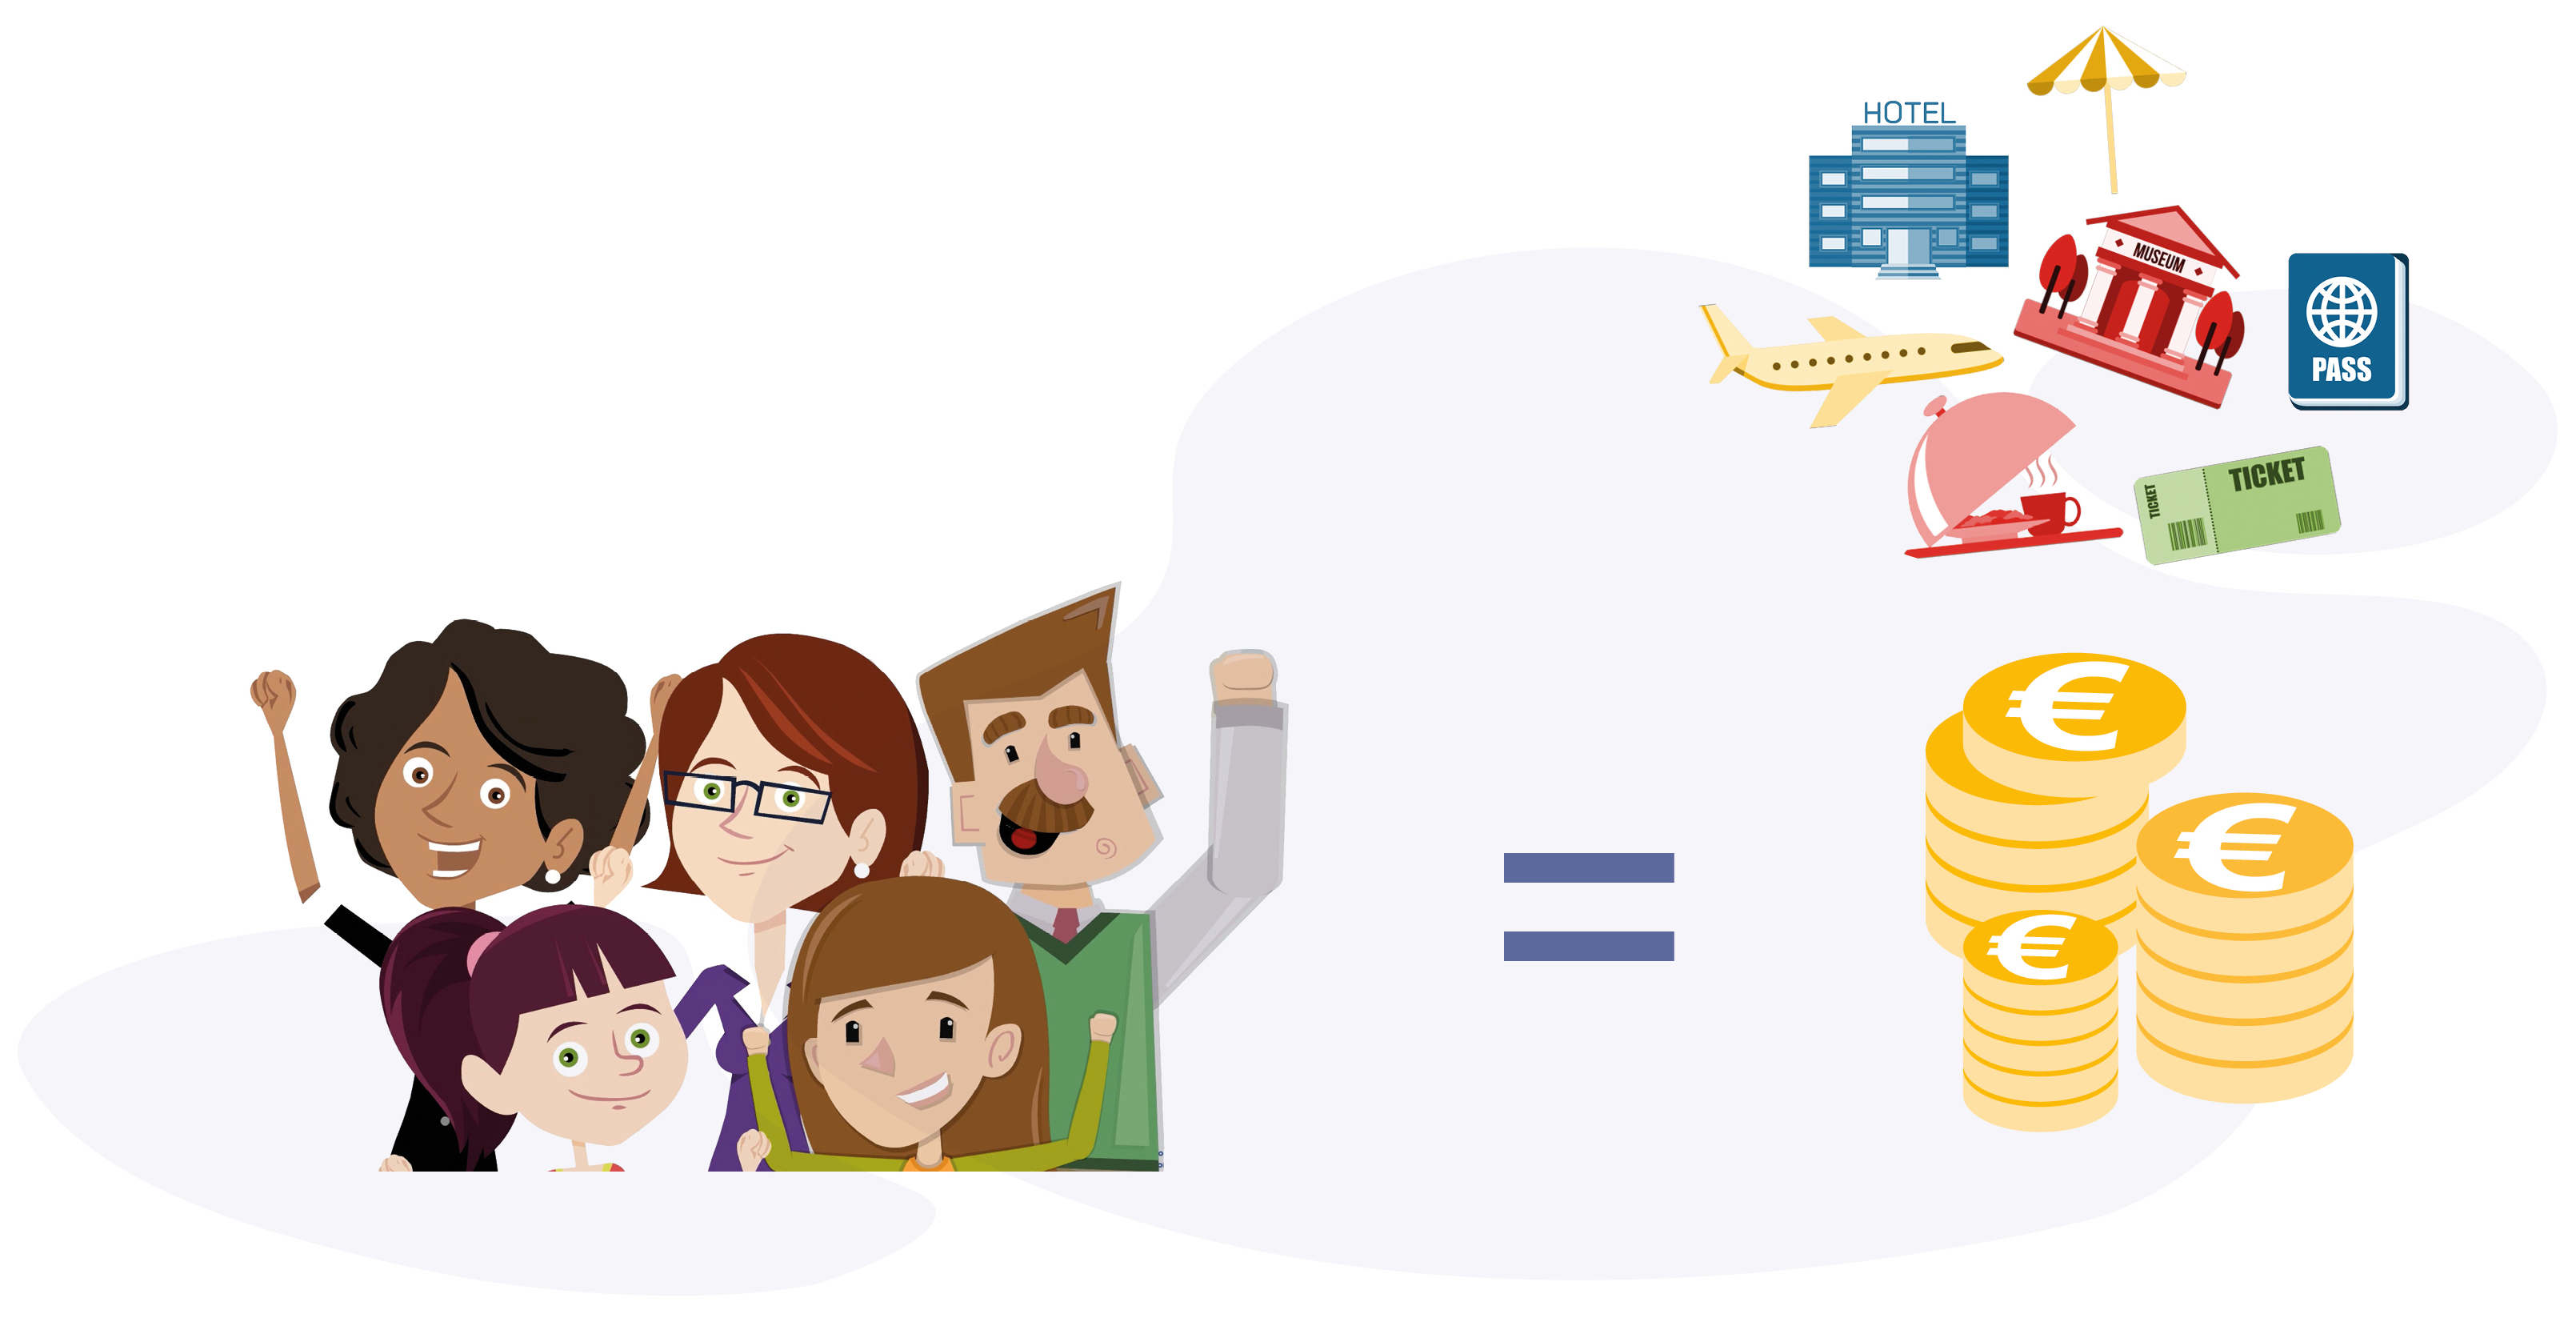 HOTEL
MUSEUM
PASS
TICKET
TICKET
€
€
€